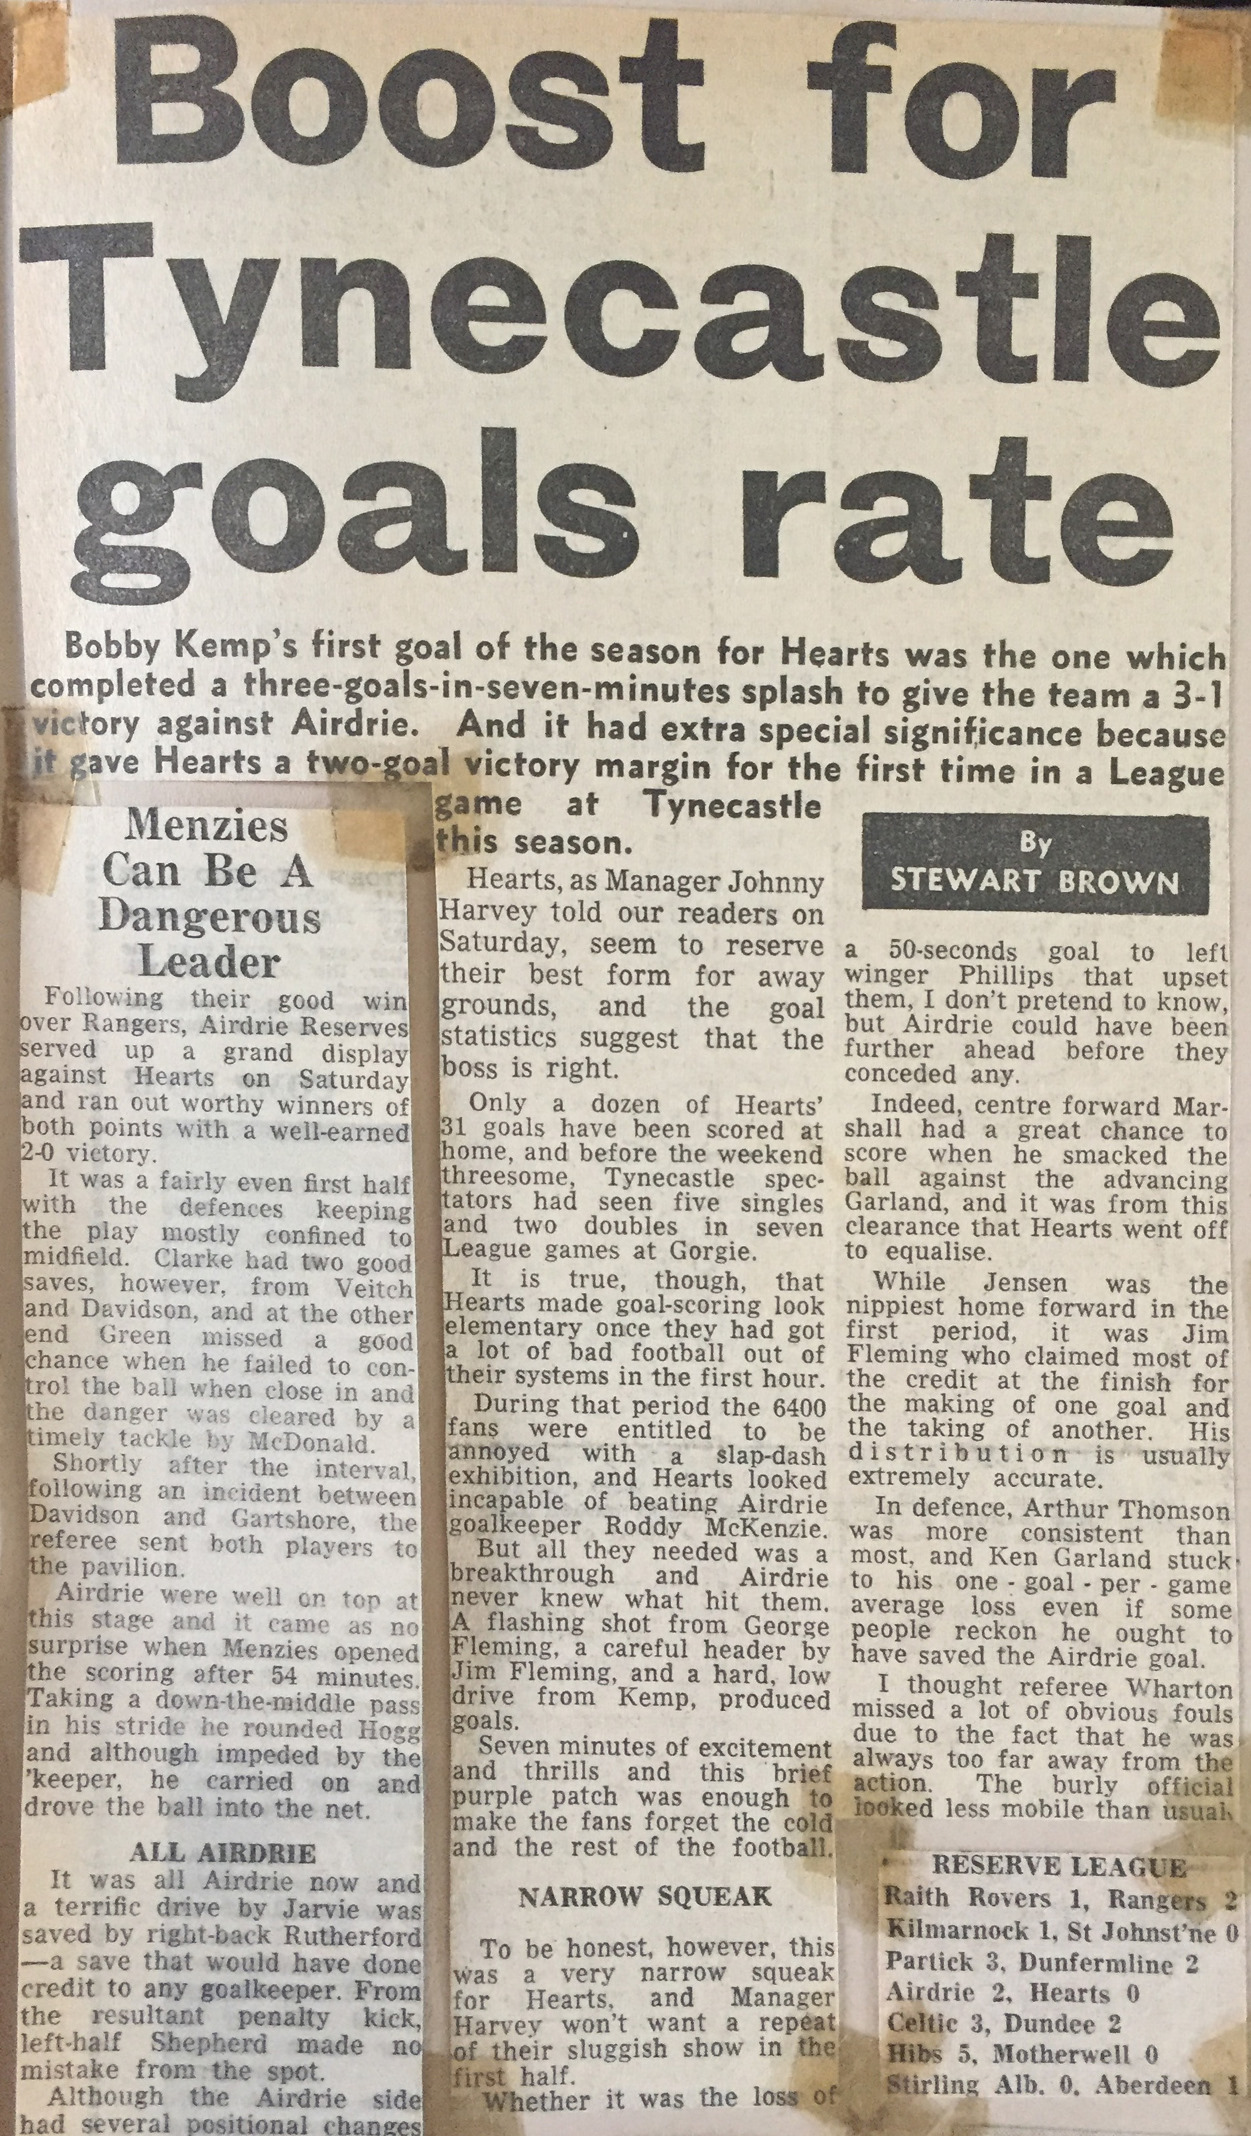 Boost for
Tynecastle
goals rate
Bobby Kemp's first goal of the season for Hearts was the one which
completed a three-goals-in-seven-minutes splash to give the team a 3-1
victory against Airdrie. And it had extra special significance because
it gave Hearts a two-goal victory margin for the first time in a League
game at Tynecastle
this season.
By
STEWART BROWN
Hearts, as Manager Johnny
Harvey told our readers on
Saturday, seem to reserve
their best form for away
grounds, and the goal
statistics suggest that the
boss is right.
Only a dozen of Hearts'
31 goals have been scored at
home, and before the weekend
threesome, Tynecastle spec-
tators had seen five singles
and two doubles in seven
League games at Gorgie.
It is true, though, that
Hearts made goal-scoring look
elementary once they had got
a lot of bad football out of
their systems in the first hour.
During that period the 6400
fans were entitled to be
annoyed with a slap-dash
exhibition, and Hearts looked
incapable of beating Airdrie
goalkeeper Roddy McKenzie.
But all they needed was a
breakthrough and Airdrie
never knew what hit them.
A flashing shot from George
Fleming, a careful header by
Jim Fleming, and a hard, low
drive from Kemp, produced
goals.
Seven minutes of excitement
and thrills and this brief
purple patch was enough to
make the fans forget the cold
and the rest of the football.
NARROW SQUEAK
To be honest, however, this
was a very narrow squeak
for Hearts, and Manager
Harvey won't want a repeat
of their sluggish show in the
first half.
Whether it was the loss of
a 50-seconds goal to left
winger Phillips that upset
them, I don't pretend to know,
but Airdrie could have been
further ahead before they
conceded any.
Indeed, centre forward Mar-
shall had a great chance to
score when he smacked the
ball against the advancing
Garland, and it was from this
clearance that Hearts went off
to equalise.
While Jensen was the
nippiest home forward in the
first period, it was Jim
Fleming who claimed most of
the credit at the finish for
the making of one goal and
the taking of another. His
distribution is usually
extremely accurate.
In defence, Arthur Thomson
was more consistent than
most, and Ken Garland stuck
to his one - goal - per - game
average loss even if some
people reckon he ought to
have saved the Airdrie goal.
I thought referee Wharton
missed a lot of obvious fouls
due to the fact that he was
always too far away from the
action. The burly official
looked less mobile than usual.
Menzies
Can Be A
Dangerous
Leader
Following their good win
over Rangers, Airdrie Reserves
served up a grand display
against Hearts on Saturday
and ran out worthy winners of
both points with a well-earned
2-0 victory.
It was a fairly even first half
with the defences keeping
the play mostly confined to
midfield. Clarke had two good
saves, however, from Veitch
and Davidson, and at the other
end Green missed a good
chance when he failed to con-
trol the ball when close in and
the danger was cleared by a
timely tackle by McDonald.
Shortly after the interval,
following an incident between
Davidson and Gartshore, the
referee sent both players to
the pavilion.
Airdrie were well on top at
this stage and it came as no
surprise when Menzies opened
the scoring after 54 minutes.
Taking a down-the-middle pass
in his stride he rounded Hogg
and although impeded by the
'keeper, he carried on and
drove the ball into the net.
ALL AIRDRIE
It was all Airdrie now and
a terrific drive by Jarvie was
saved by right-back Rutherford
—a save that would have done
credit to any goalkeeper. From
the resultant penalty kick,
left-half Shepherd made no
mistake from the spot.
Although the Airdrie side
had several positional changes
RESERVE LEAGUE
Raith Rovers 1, Rangers 2
Kilmarnock 1, St Johnst'ne 0
Partick 3, Dunfermline 2
Airdrie 2, Hearts 0
Celtic 3, Dundee 2
Hibs 5, Motherwell 0
Stirling Alb. 0, Aberdeen 1